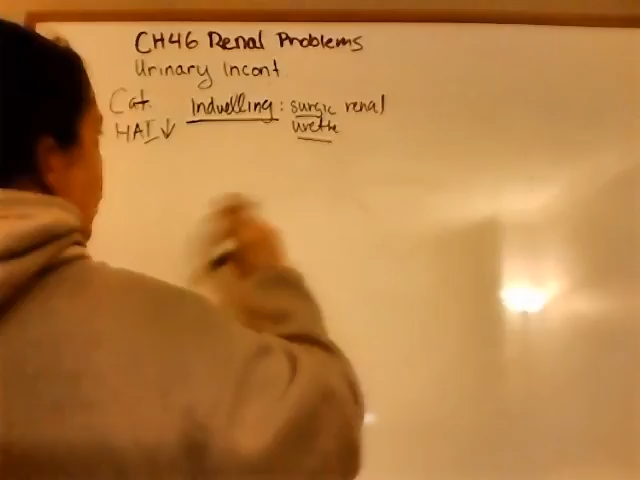 CH46 Renal Problems
Urinary Incont
Cat. Indwelling: surgic renal
HAI↓ ureth